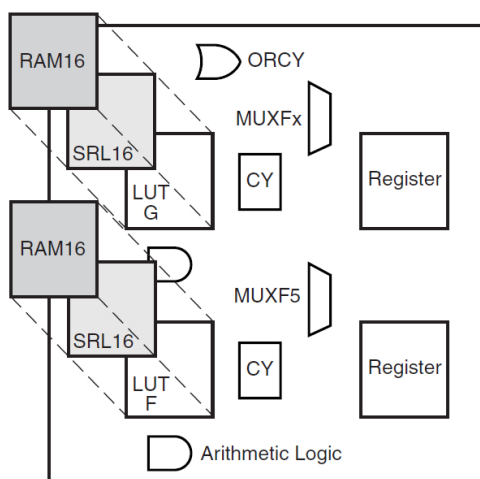 RAM16
ORCY
MUXFx
SRL16
LUT
G
CY
Register
RAM16
MUXF5
SRL16
LUT
F
CY
Register
Arithmetic Logic